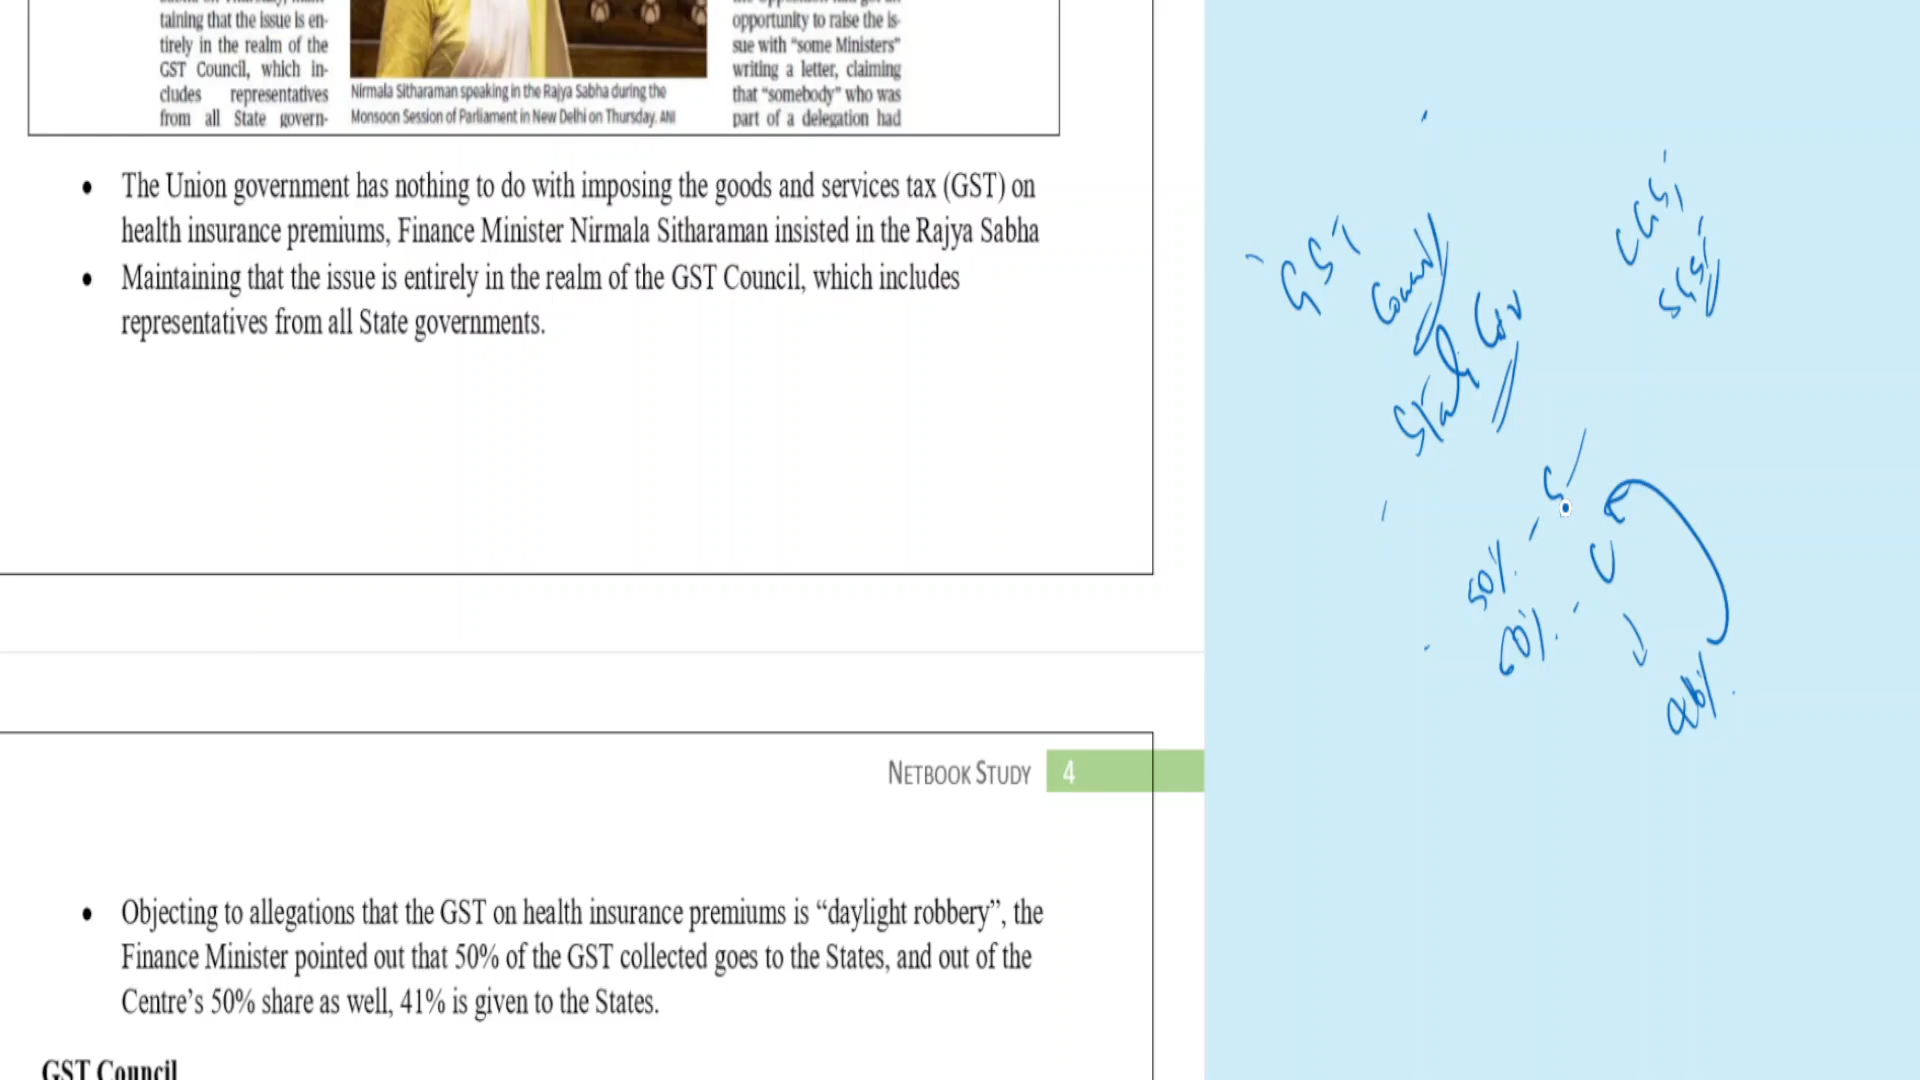 taining that the issue is en-
tirely in the realm of the
GST Council, which in-
cludes representatives
from all State govern-
Nirmala Sitharaman speaking in the Rajya Sabha during the
Monsoon Session of Parliament in New Delhi on Thursday. ANI
opportunity to raise the is-
sue with “some Ministers”
writing a letter, claiming
that “somebody” who was
part of a delegation had
• The Union government has nothing to do with imposing the goods and services tax (GST) on
health insurance premiums, Finance Minister Nirmala Sitharaman insisted in the Rajya Sabha
• Maintaining that the issue is entirely in the realm of the GST Council, which includes
representatives from all State governments.
GST
Council
State Gov
CGST
SGST
50% - S
- C
NETBOOK STUDY 4
• Objecting to allegations that the GST on health insurance premiums is “daylight robbery”, the
Finance Minister pointed out that 50% of the GST collected goes to the States, and out of the
Centre’s 50% share as well, 41% is given to the States.
GST Council